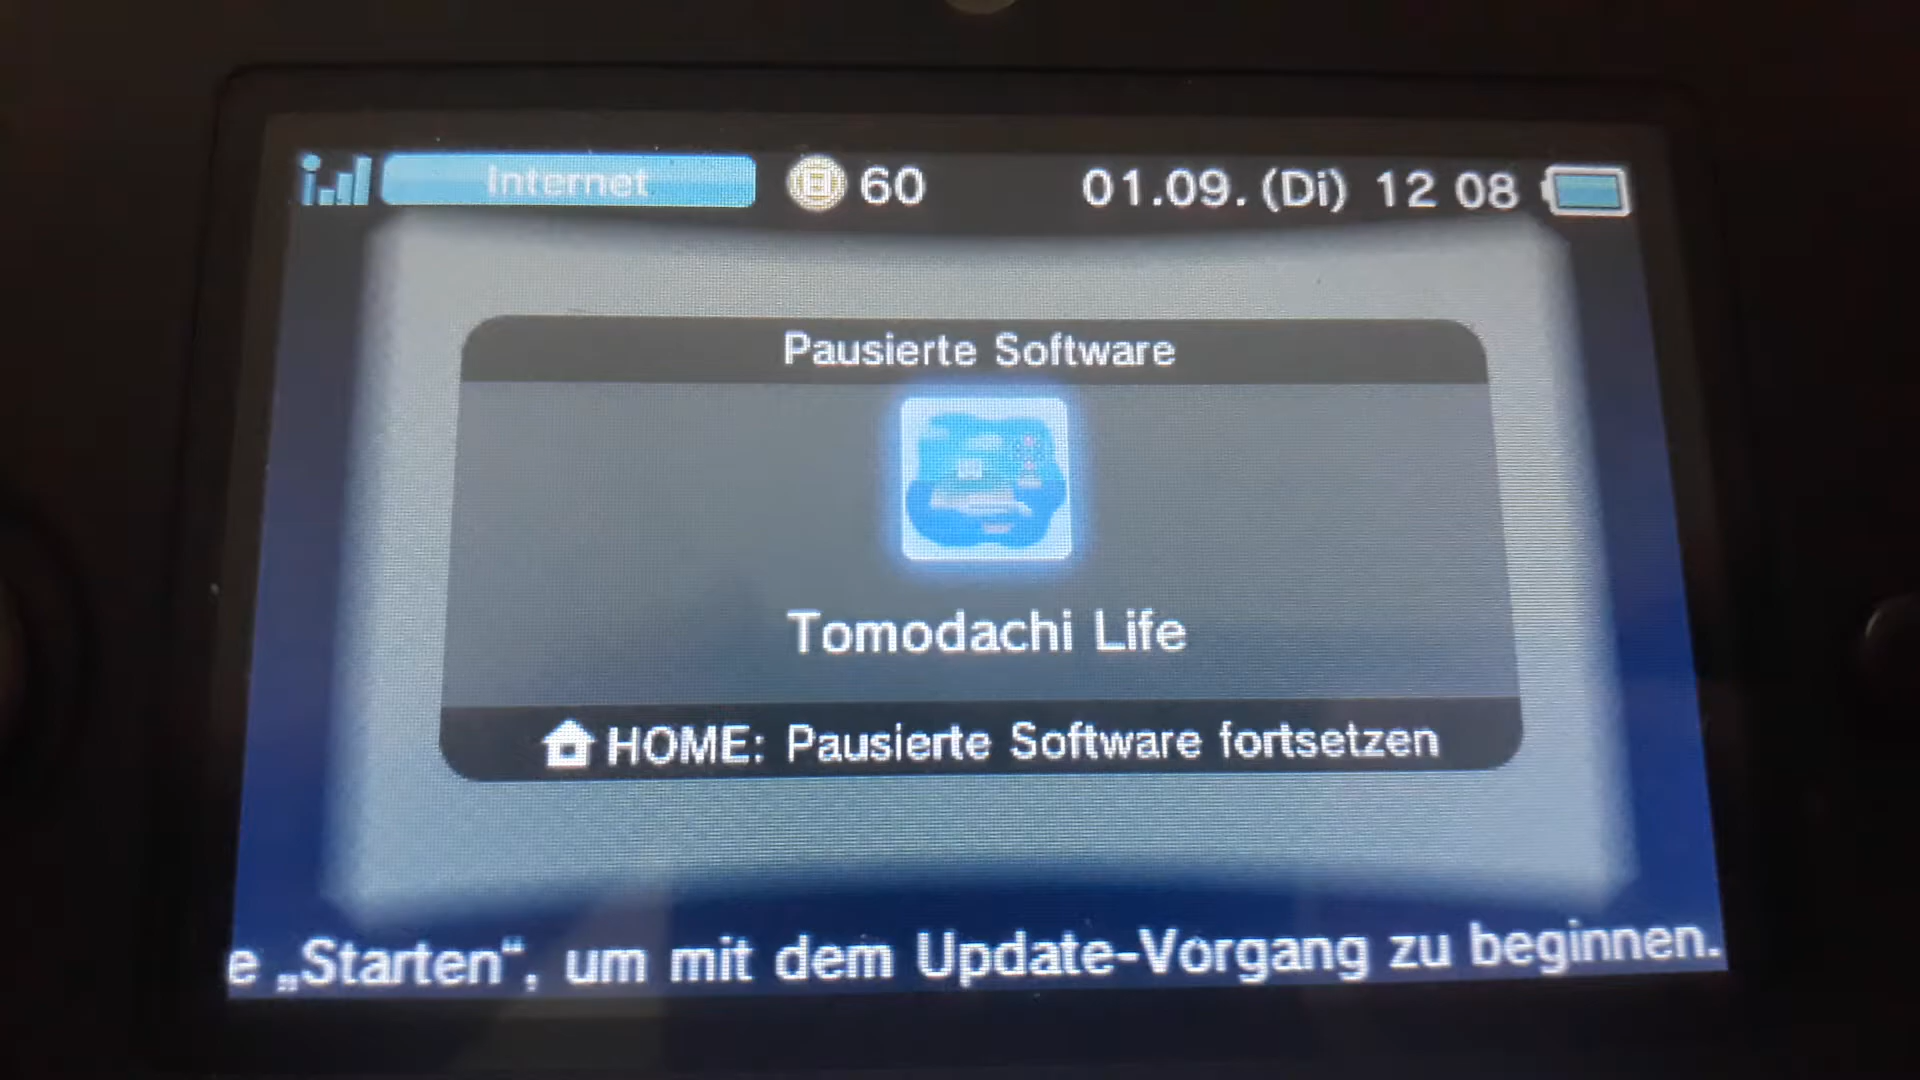 Internet 60 01.09. (Di) 12 08
Pausierte Software
Tomodachi Life
HOME: Pausierte Software fortsetzen
e „Starten“, um mit dem Update-Vorgang zu beginnen.